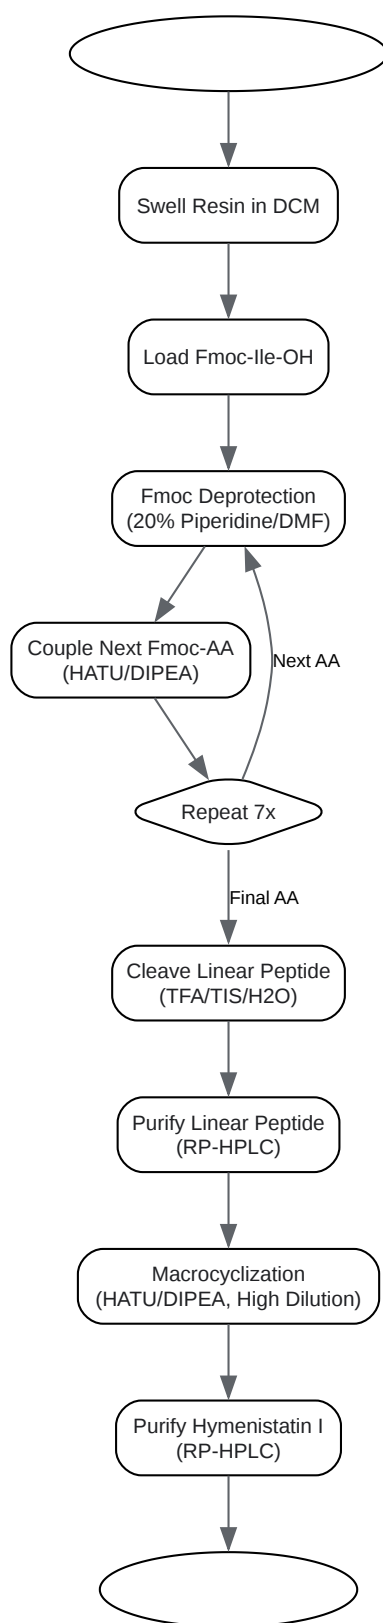 Swell Resin in DCM
Load Fmoc-Ile-OH
Fmoc Deprotection
(20% Piperidine/DMF)
Couple Next Fmoc-AA
(HATU/DIPEA)
Next AA
Repeat 7x
Final AA
Cleave Linear Peptide
(TFA/TIS/H2O)
Purify Linear Peptide
(RP-HPLC)
Macrocyclization
(HATU/DIPEA, High Dilution)
Purify Hymenistatin I
(RP-HPLC)